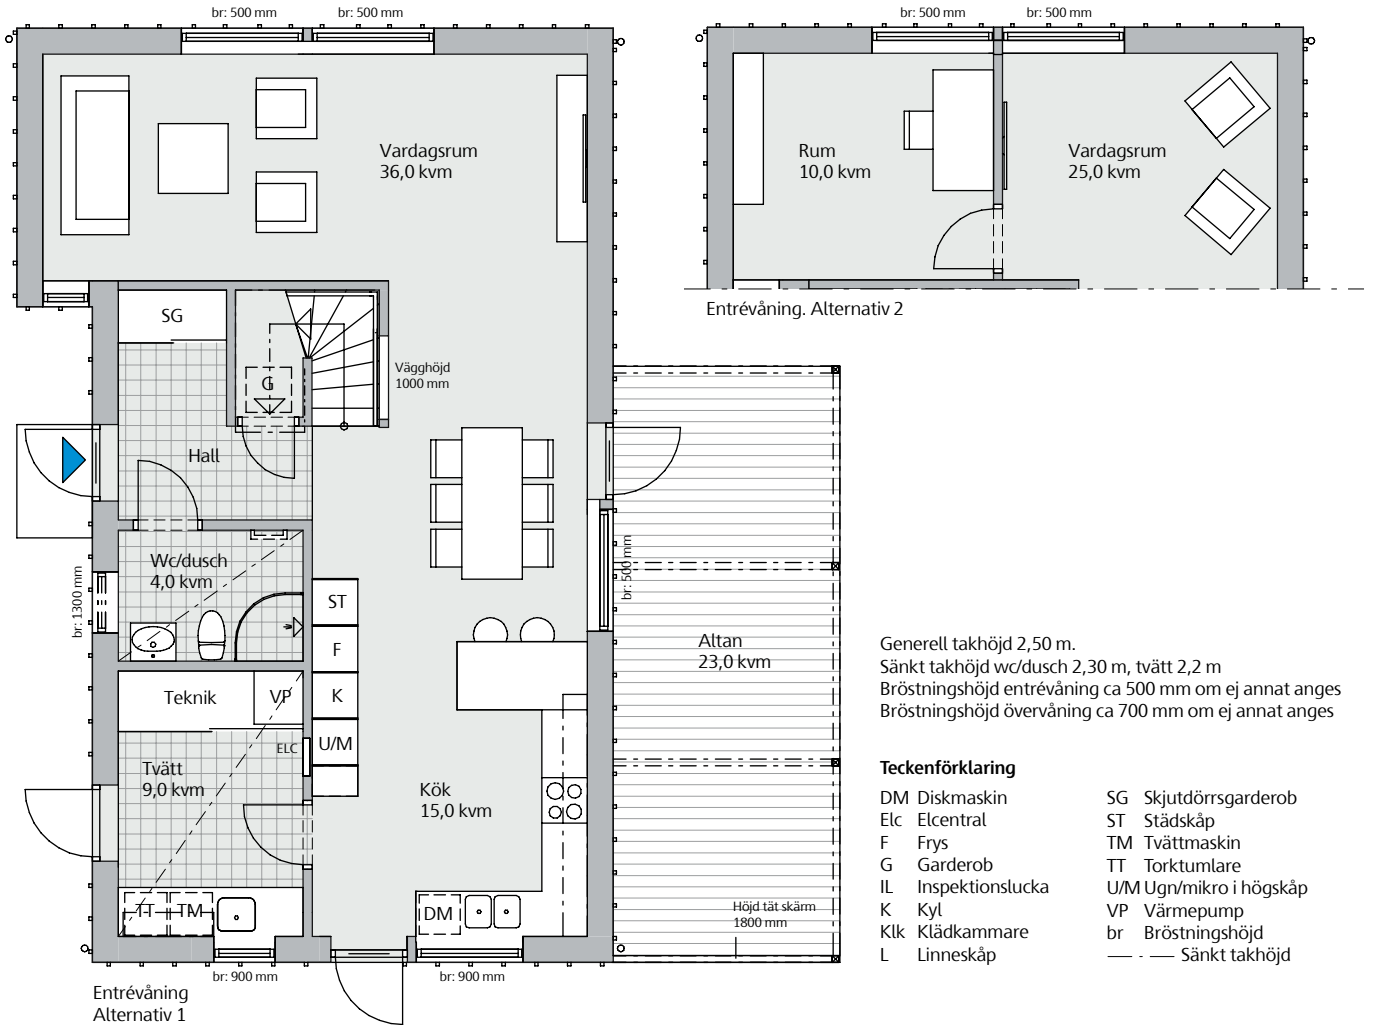 br: 500 mm
br: 500 mm
br: 500 mm
br: 500 mm
Vardagsrum
36,0 kvm
Rum
10,0 kvm
Vardagsrum
25,0 kvm
Entrévåning. Alternativ 2
SG
G
Vägghöjd
1000 mm
Hall
Wc/dusch
4,0 kvm
br: 1300 mm
br: 500 mm
ST
F
K
U/M
Teknik
VP
ELC
Tvätt
9,0 kvm
Kök
15,0 kvm
Altan
23,0 kvm
TT
TM
DM
Höjd tät skärm
1800 mm
br: 900 mm
br: 900 mm
Entrévåning
Alternativ 1
Generell takhöjd 2,50 m.
Sänkt takhöjd wc/dusch 2,30 m, tvätt 2,2 m
Bröstningshöjd entrévåning ca 500 mm om ej annat anges
Bröstningshöjd övervåning ca 700 mm om ej annat anges
Teckenförklaring
DM Diskmaskin
Elc Elcentral
F Frys
G Garderob
IL Inspektionslucka
K Kyl
Klk Klädkammare
L Linneskåp
SG Skjutdörrsgarderob
ST Städskåp
TM Tvättmaskin
TT Torktumlare
U/M Ugn/mikro i högskåp
VP Värmepump
br Bröstningshöjd
Sänkt takhöjd